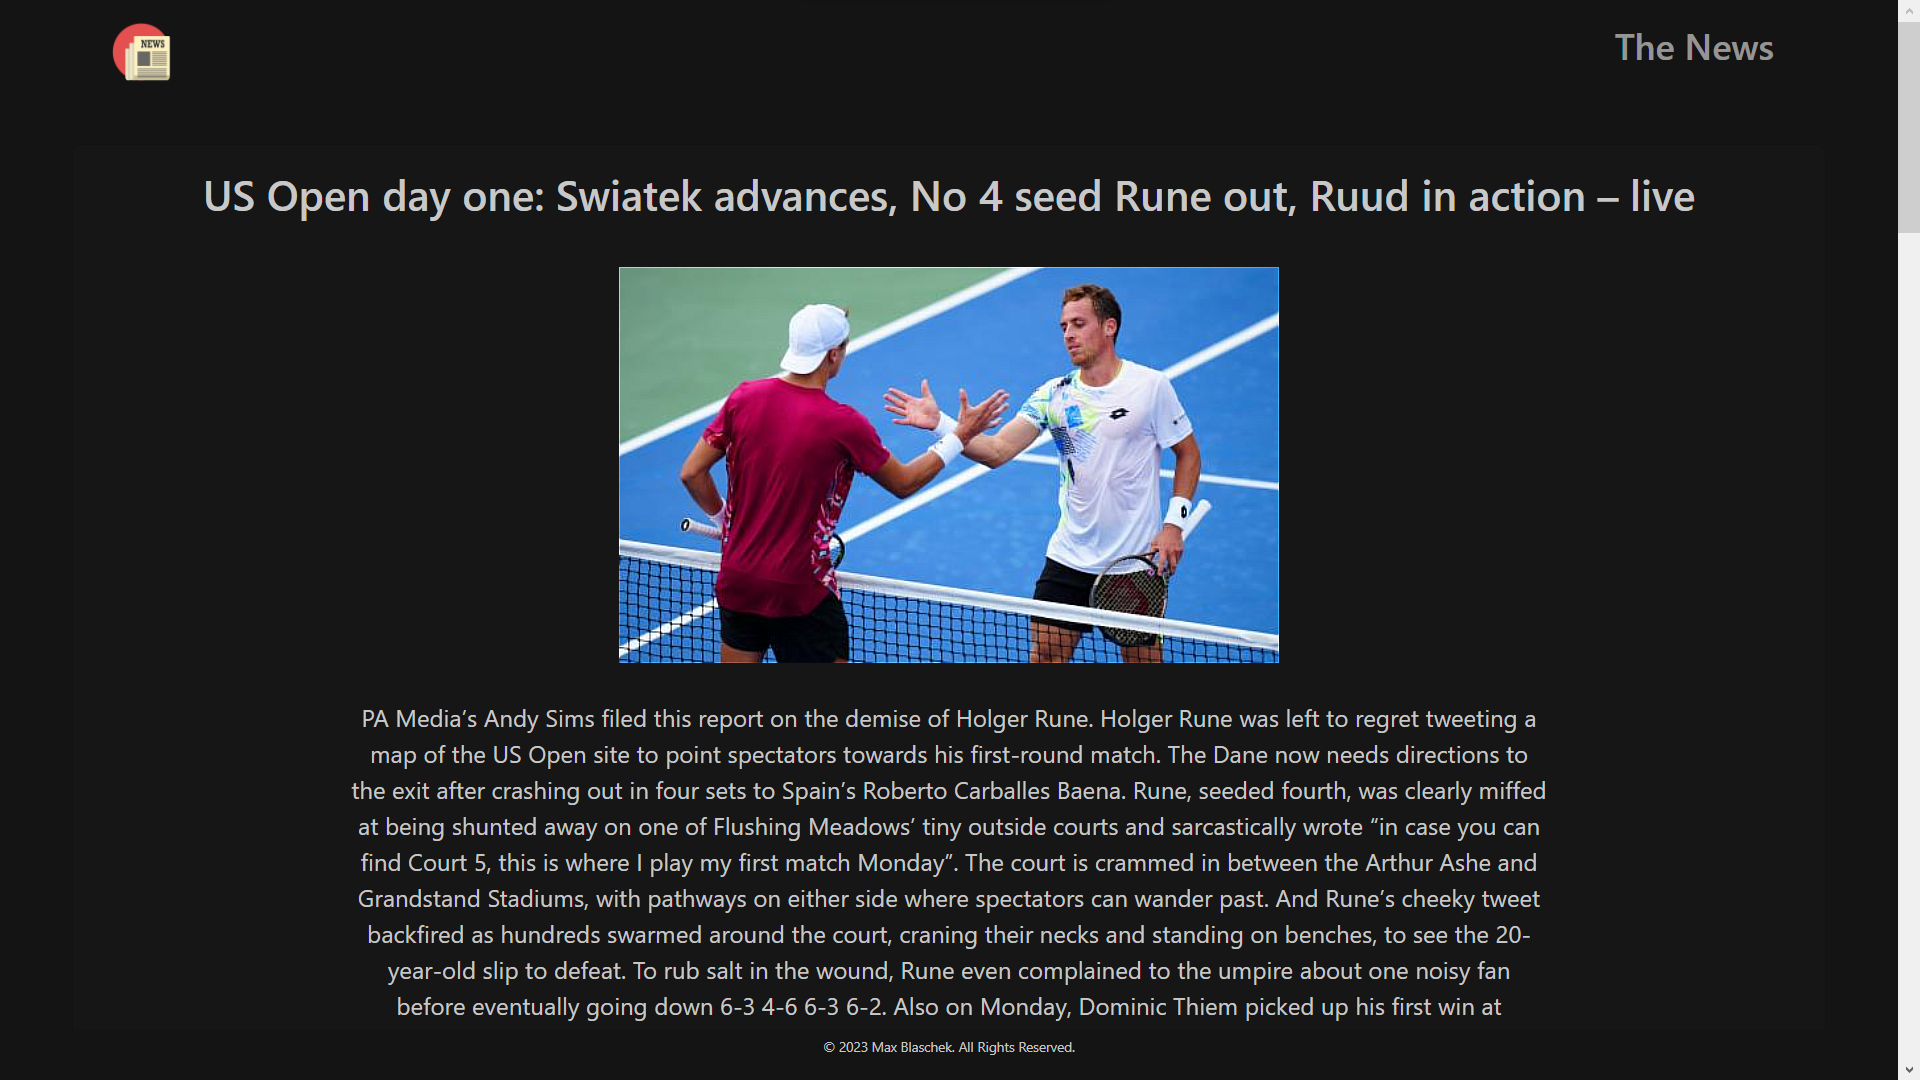 NEWS
The News
US Open day one: Swiatek advances, No 4 seed Rune out, Ruud in action – live
PA Media’s Andy Sims filed this report on the demise of Holger Rune. Holger Rune was left to regret tweeting a
map of the US Open site to point spectators towards his first-round match. The Dane now needs directions to
the exit after crashing out in four sets to Spain’s Roberto Carballes Baena. Rune, seeded fourth, was clearly miffed
at being shunted away on one of Flushing Meadows’ tiny outside courts and sarcastically wrote “in case you can
find Court 5, this is where I play my first match Monday”. The court is crammed in between the Arthur Ashe and
Grandstand Stadiums, with pathways on either side where spectators can wander past. And Rune’s cheeky tweet
backfired as hundreds swarmed around the court, craning their necks and standing on benches, to see the 20-
year-old slip to defeat. To rub salt in the wound, Rune even complained to the umpire about one noisy fan
before eventually going down 6-3 4-6 6-3 6-2. Also on Monday, Dominic Thiem picked up his first win at
© 2023 Max Blaschek. All Rights Reserved.